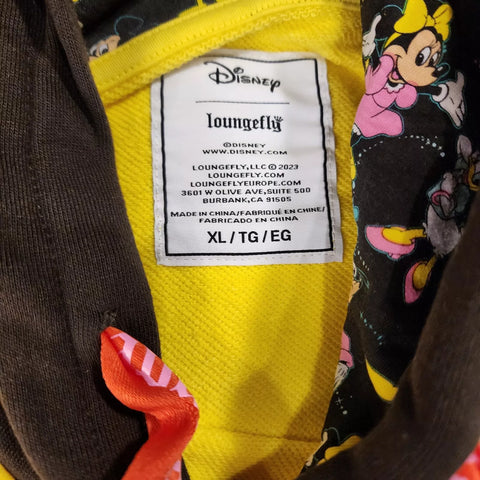 Disney
loungefly
©DISNEY
WWW.DISNEY.COM
LOUNGEFLY,LLC © 2023
LOUNGEFLY.COM
LOUNGEFLYEUROPE.COM
3601 W OLIVE AVE,SUITE 500
BURBANK,CA 91505
MADE IN CHINA/FABRIQUÉ EN CHINE/
FABRICADO EN CHINA
XL / TG / EG